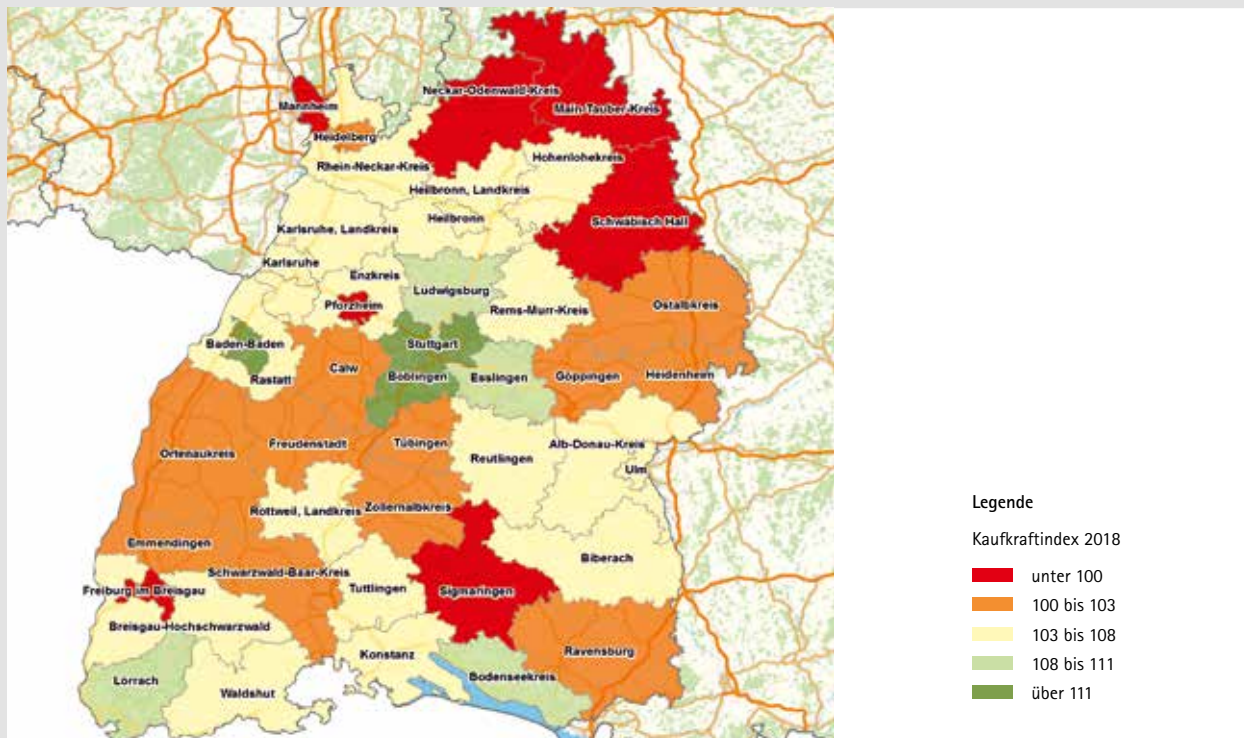 Neckar-Odenwald-Kreis
Mannheim
Main-Tauber-Kreis
Heidelberg
Hohenlohekreis
Rhein-Neckar-Kreis
Heilbronn, Landkreis
Heilbronn
Schwäbisch Hall
Karlsruhe, Landkreis
Karlsruhe
Enzkreis
Ludwigsburg
Pforzheim
Rems-Murr-Kreis
Ostalbkreis
Baden-Baden
Stuttgart
Rastatt
Calw
Böblingen
Esslingen
Göppingen
Heidenheim
Ortenaukreis
Freudenstadt
Tübingen
Alb-Donau-Kreis
Reutlingen
Ulm
Rottweil, Landkreis
Zollernalbkreis
Emmendingen
Biberach
Schwarzwald-Baar-Kreis
Freiburg im Breisgau
Tuttlingen
Sigmaringen
Breisgau-Hochschwarzwald
Konstanz
Ravensburg
Lörrach
Waldshut
Bodenseekreis
Legende
Kaufkraftindex 2018
unter 100
100 bis 103
103 bis 108
108 bis 111
über 111